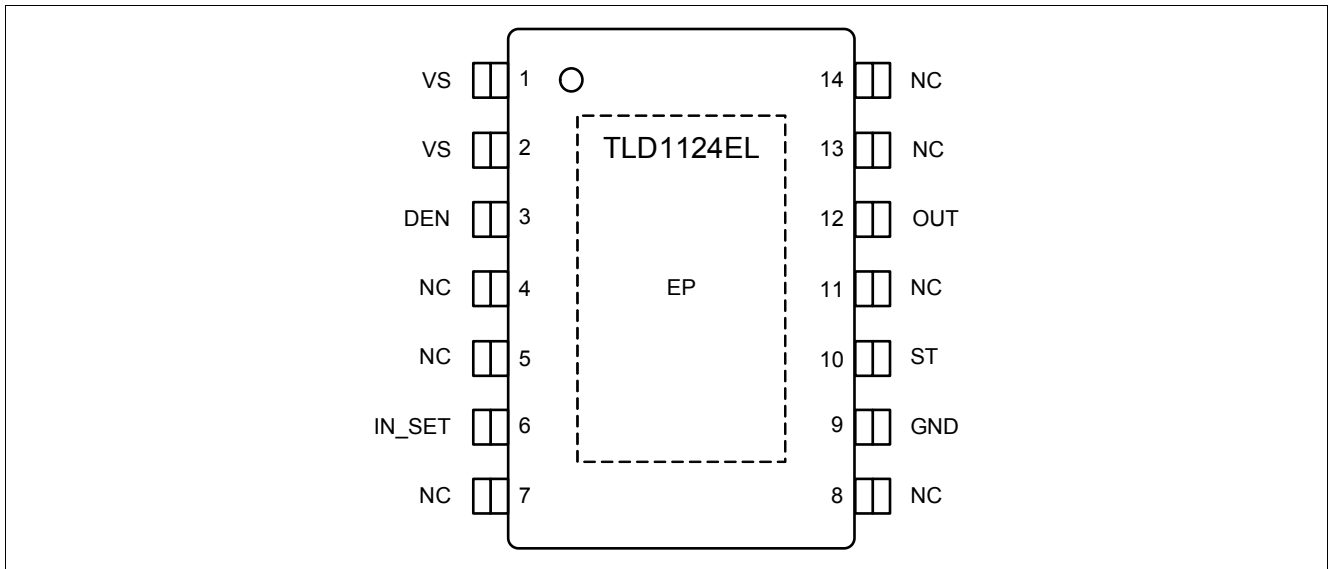 VS 1 14 NC
TLD1124EL
VS 2 13 NC
DEN 3 12 OUT
NC 4 EP 11 NC
NC 5 10 ST
IN_SET 6 9 GND
NC 7 8 NC